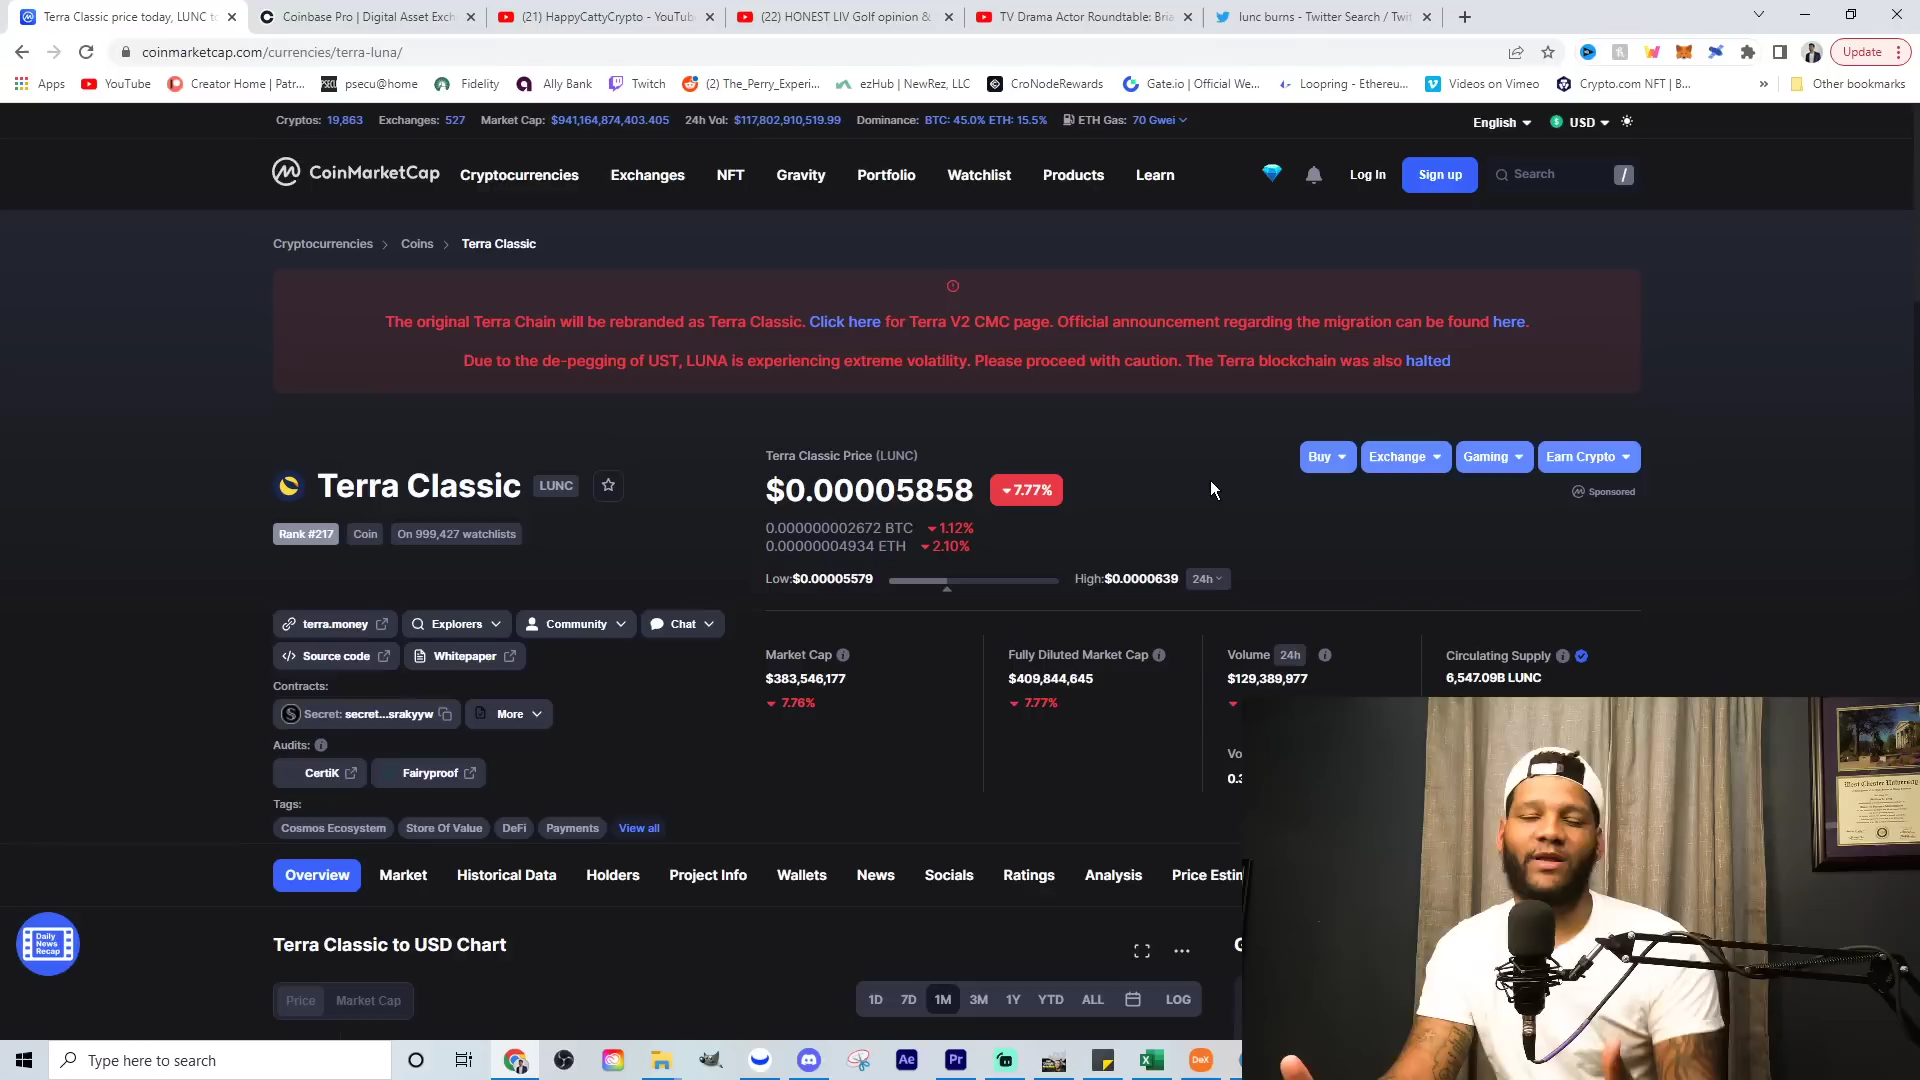 Terra Classic price today, LUNC to
Coinbase Pro | Digital Asset Exch
(21) HappyCattyCrypto - YouTub
(22) HONEST LIV Golf opinion &
TV Drama Actor Roundtable: Bria
lunc burns - Twitter Search / Twit
coinmarketcap.com/currencies/terra-luna/
Update
Apps
YouTube
Creator Home | Patr...
psecu@home
Fidelity
Ally Bank
Twitch
(2) The_Perry_Experi...
ezHub | NewRez, LLC
CroNodeRewards
Gate.io | Official We...
Loopring - Ethereu...
Videos on Vimeo
Crypto.com NFT | B...
»
Other bookmarks
Cryptos: 19,863 Exchanges: 527 Market Cap: $941,164,874,403.405 24h Vol: $117,802,910,519.99 Dominance: BTC: 45.0% ETH: 15.5% ETH Gas: 70 Gwei
English USD
CoinMarketCap
Cryptocurrencies Exchanges NFT Gravity Portfolio Watchlist Products Learn
Log In Sign up Search /
Cryptocurrencies > Coins > Terra Classic
The original Terra Chain will be rebranded as Terra Classic. Click here for Terra V2 CMC page. Official announcement regarding the migration can be found here.
Due to the de-pegging of UST, LUNA is experiencing extreme volatility. Please proceed with caution. The Terra blockchain was also halted
Terra Classic LUNC
Rank #217 Coin On 999,427 watchlists
Terra Classic Price (LUNC)
$0.00005858 7.77%
0.000000002672 BTC 1.12%
0.00000004934 ETH 2.10%
Low:$0.00005579 High:$0.0000639 24h
Buy Exchange Gaming Earn Crypto
Sponsored
terra.money Explorers Community Chat
Source code Whitepaper
Contracts:
Secret: secret...srakyyw More
Audits:
CertiK Fairyproof
Tags:
Cosmos Ecosystem Store Of Value DeFi Payments View all
Market Cap
$383,546,177
7.76%
Fully Diluted Market Cap
$409,844,645
7.77%
Volume 24h
$129,389,977
Vo
0.3
Circulating Supply
6,547.09B LUNC
West Chester University
Overview Market Historical Data Holders Project Info Wallets News Socials Ratings Analysis Price Estim
Daily
News
Recap
Terra Classic to USD Chart
Price Market Cap
1D 7D 1M 3M 1Y YTD ALL LOG
Type here to search
Ae
Pr
DeX